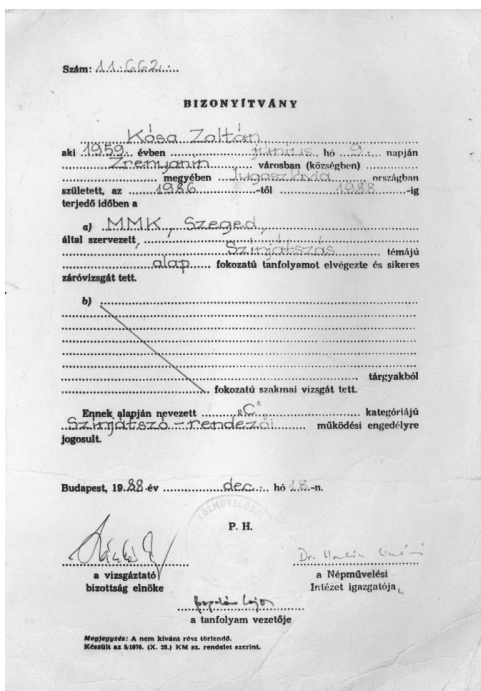 Szám: 11.662.
BIZONYÍTVÁNY
Kósa Zoltán
aki 1959. évben június hó 9. napján
Zrenyanin városban (községben)
megyében Jugoszlávia országban
született, az 1986 -tól 1988 -ig
terjedő időben a
a) MMK, Szeged,
által szervezett, Színjátszás témájú
alap fokozatú tanfolyamot elvégezte és sikeres
záróvizsgát tett.
b)
tárgyakból
fokozatú szakmai vizsgát tett.
Ennek alapján nevezett "C" kategóriájú
Színjátszó-rendezői működési engedélyre
jogosult.
Budapest, 1988 év dec. hó 18.-n.
P. H.
Dr.
a vizsgáztató a Népművelési
bizottság elnöke Intézet igazgatója
a tanfolyam vezetője
Megjegyzés: A nem kívánt rész törlendő.
Készült az 8/1976. (X. 26.) KM sz. rendelet szerint.